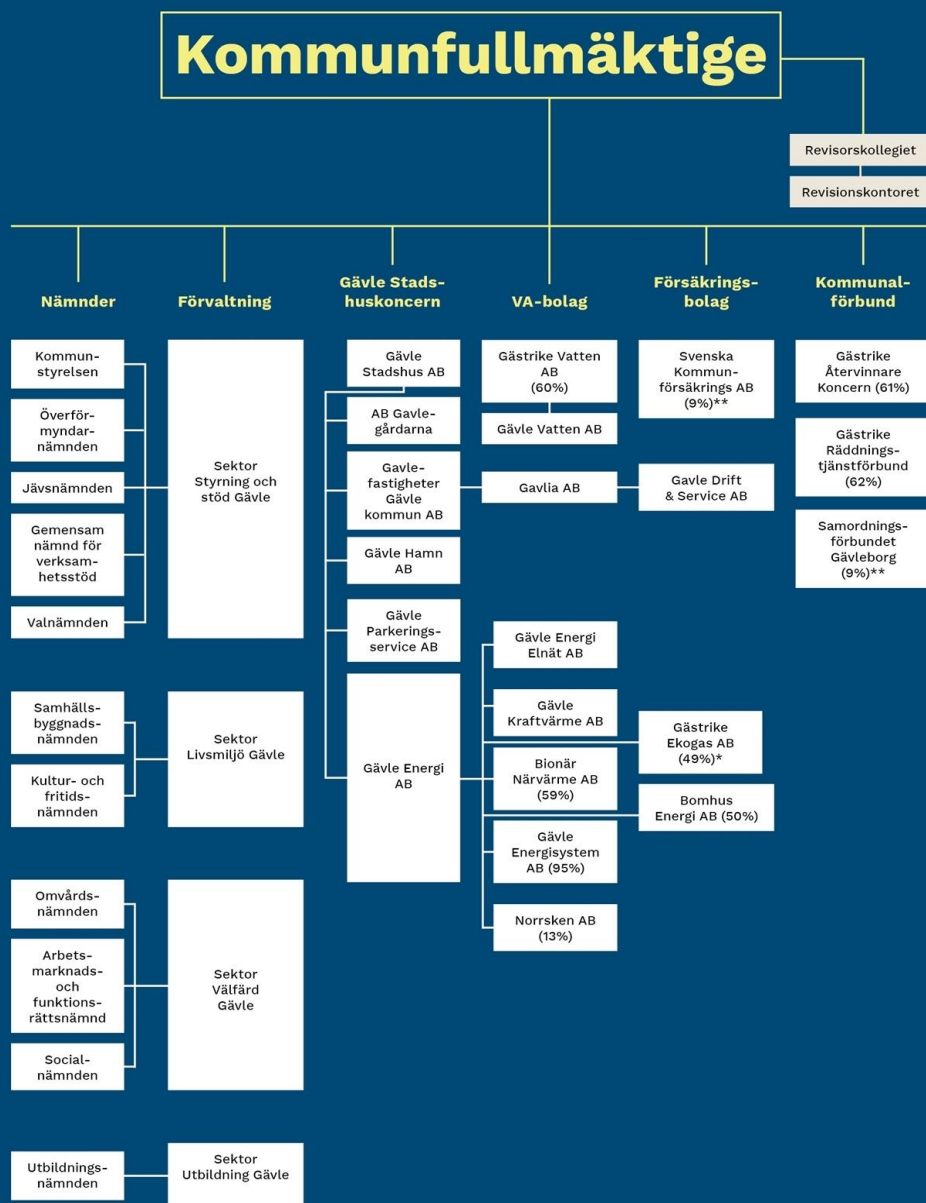 Kommunfullmäktige
Revisorskollegiet
Revisionskontoret
Nämnder
Förvaltning
Gävle Stads-
huskoncern
VA-bolag
Försäkrings-
bolag
Kommunal-
förbund
Kommun-
styrelsen
Överför-
myndar-
nämnden
Jävsnämnden
Gemensam
nämnd för
verksam-
hetsstöd
Valnämnden
Sektor
Styrning och
stöd Gävle
Samhälls-
byggnads-
nämnden
Kultur- och
fritids-
nämnden
Sektor
Livsmiljö Gävle
Omvårds-
nämnden
Arbets-
marknads-
och
funktions-
rättsnämnd
Social-
nämnden
Sektor
Välfärd
Gävle
Utbildnings-
nämnden
Sektor
Utbildning Gävle
Gävle
Stadshus AB
AB Gavle-
gårdarna
Gavle-
fastigheter
Gävle
kommun AB
Gävle Hamn
AB
Gävle
Parkerings-
service AB
Gävle Energi
AB
Gästrike Vatten
AB
(60%)
Gävle Vatten AB
Gavlia AB
Gävle Energi
Elnät AB
Gävle
Kraftvärme AB
Bionär
Närvärme AB
(59%)
Gävle
Energisystem
AB (95%)
Norrsken AB
(13%)
Svenska
Kommun-
försäkrings AB
(9%)**
Gavle Drift
& Service AB
Gästrike
Ekogas AB
(49%)*
Bomhus
Energi AB (50%)
Gästrike
Återvinnare
Koncern (61%)
Gästrike
Räddnings-
tjänstförbund
(62%)
Samordnings-
förbundet
Gävleborg
(9%)**